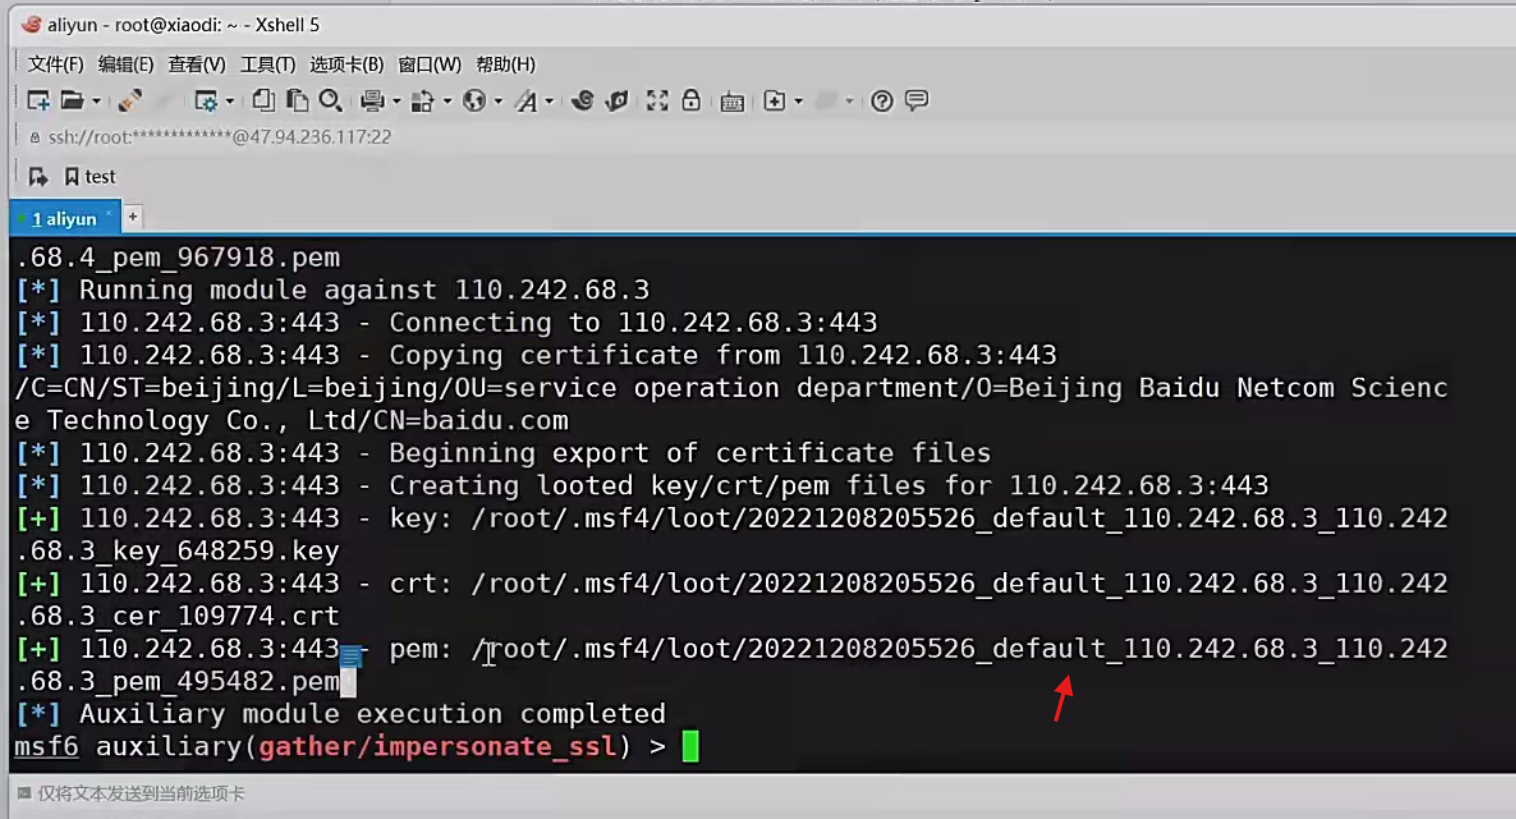 aliyun - root@xiaodi: ~ - Xshell 5
文件(F) 编辑(E) 查看(V) 工具(T) 选项卡(B) 窗口(W) 帮助(H)
ssh://root:*************@47.94.236.117:22
test
1 aliyun × +
.68.4_pem_967918.pem
[*] Running module against 110.242.68.3
[*] 110.242.68.3:443 - Connecting to 110.242.68.3:443
[*] 110.242.68.3:443 - Copying certificate from 110.242.68.3:443
/C=CN/ST=beijing/L=beijing/OU=service operation department/O=Beijing Baidu Netcom Scienc
e Technology Co., Ltd/CN=baidu.com
[*] 110.242.68.3:443 - Beginning export of certificate files
[*] 110.242.68.3:443 - Creating looted key/crt/pem files for 110.242.68.3:443
[+] 110.242.68.3:443 - key: /root/.msf4/loot/20221208205526_default_110.242.68.3_110.242
.68.3_key_648259.key
[+] 110.242.68.3:443 - crt: /root/.msf4/loot/20221208205526_default_110.242.68.3_110.242
.68.3_cer_109774.crt
[+] 110.242.68.3:443 - pem: /root/.msf4/loot/20221208205526_default_110.242.68.3_110.242
.68.3_pem_495482.pem
[*] Auxiliary module execution completed
msf6 auxiliary(gather/impersonate_ssl) >
仅将文本发送到当前选项卡